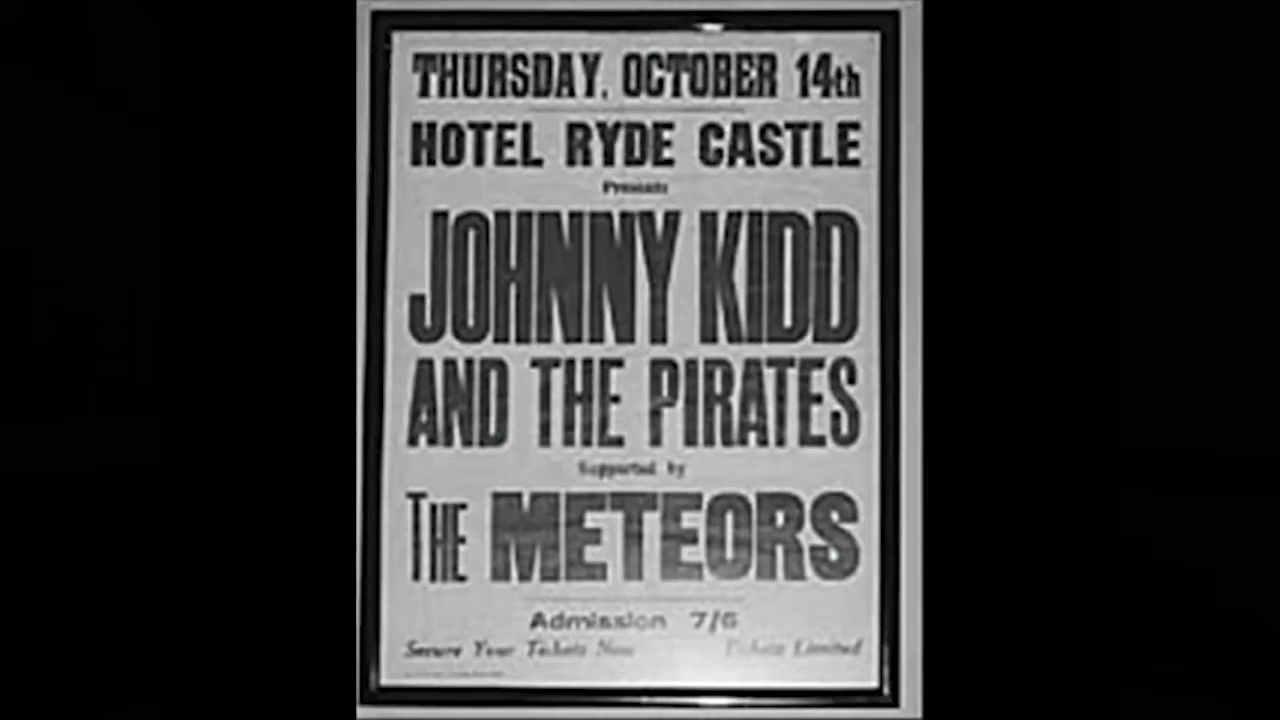 THURSDAY, OCTOBER 14th
HOTEL RYDE CASTLE
Presents
JOHNNY KIDD
AND THE PIRATES
Supported by
THE METEORS
Admission 7/6
Secure Your Tickets Now Tickets Limited